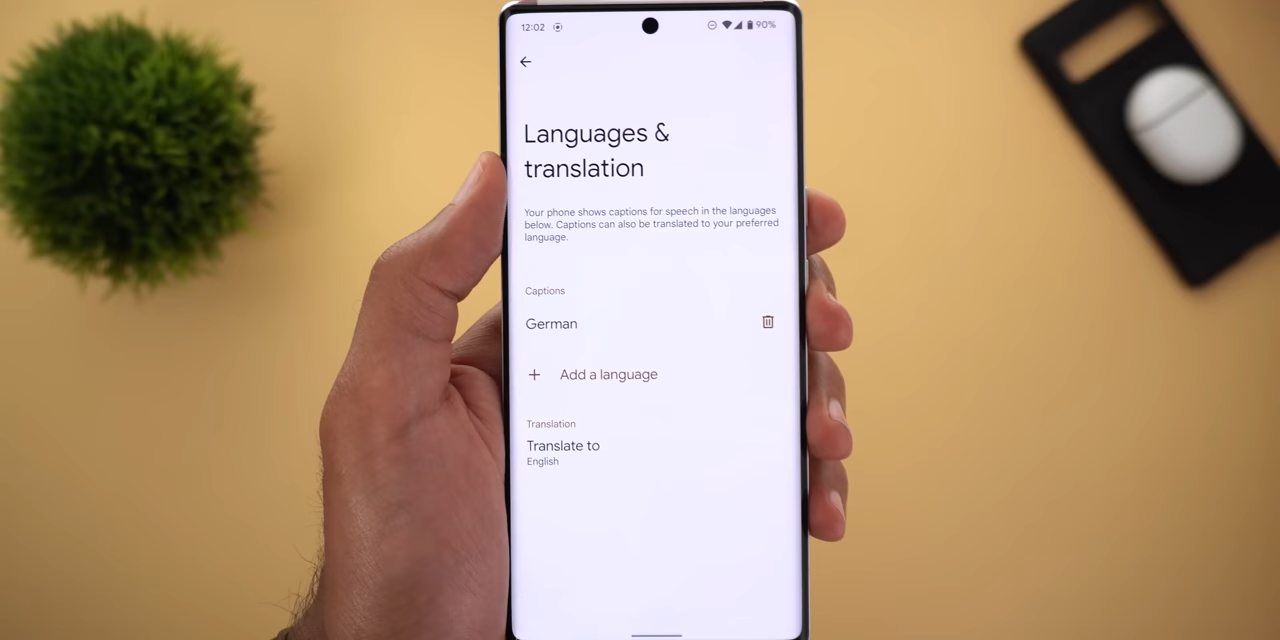 12:02
90%
Languages &
translation
Your phone shows captions for speech in the languages
below. Captions can also be translated to your preferred
language.
Captions
German
Add a language
Translation
Translate to
English